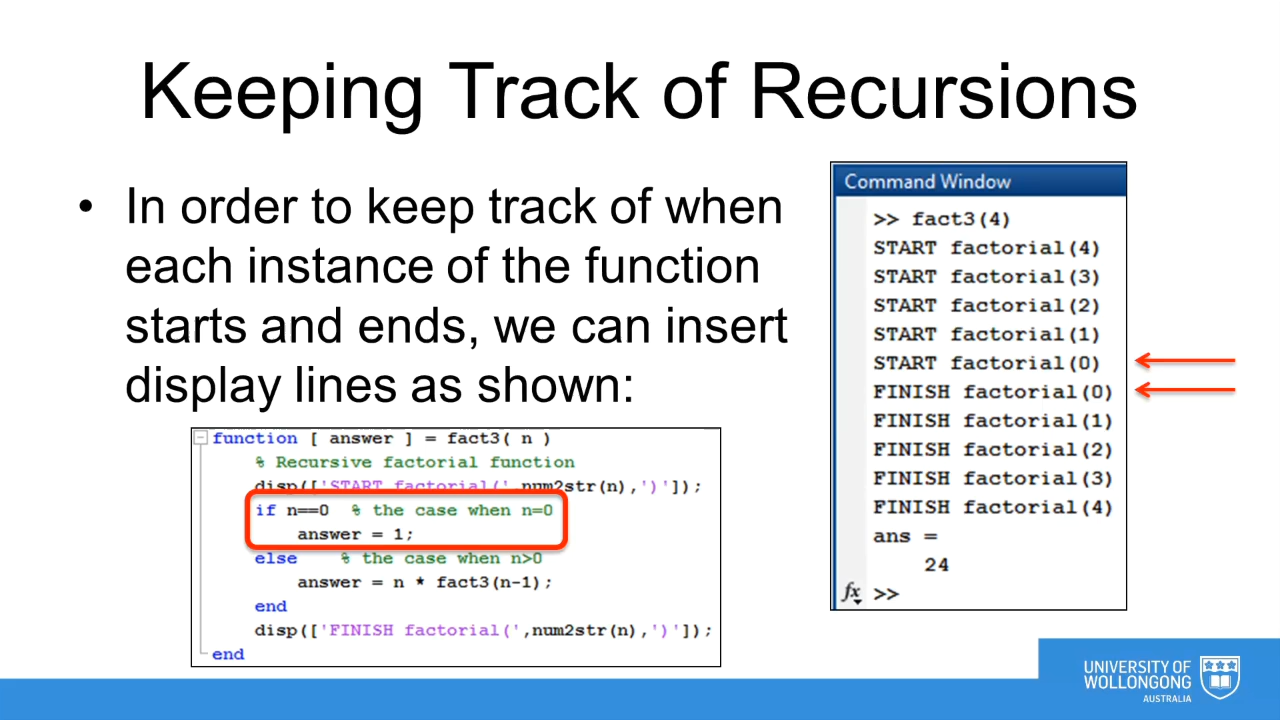 Keeping Track of Recursions
• In order to keep track of when
each instance of the function
starts and ends, we can insert
display lines as shown:
function [ answer ] = fact3( n )
% Recursive factorial function
disp(['START factorial(',num2str(n),')']);
if n==0 % the case when n=0
answer = 1;
else % the case when n>0
answer = n * fact3(n-1);
end
disp(['FINISH factorial(',num2str(n),')']);
end
Command Window
>> fact3(4)
START factorial(4)
START factorial(3)
START factorial(2)
START factorial(1)
START factorial(0)
FINISH factorial(0)
FINISH factorial(1)
FINISH factorial(2)
FINISH factorial(3)
FINISH factorial(4)
ans =
24
fx >>
UNIVERSITY OF
WOLLONGONG
AUSTRALIA